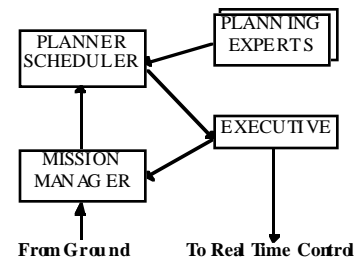 PLANNER
SCHEDULER
PLANNING
EXPERTS
EXECUTIVE
MISSION
MANAGER
From Ground
To Real Time Control